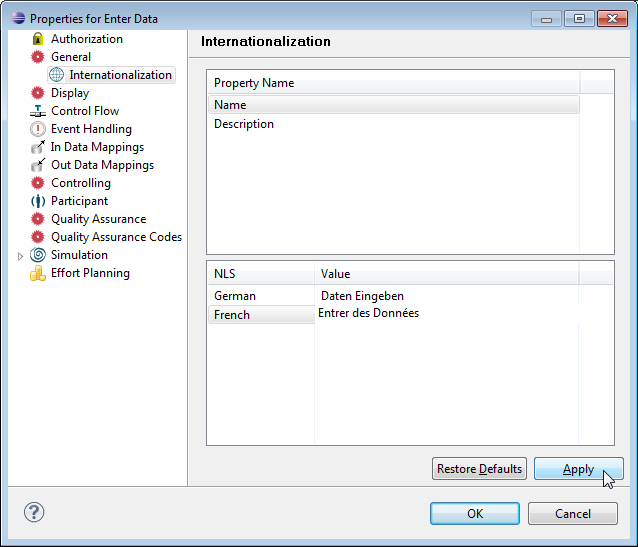 Properties for Enter Data
Authorization
General
Internationalization
Display
Control Flow
Event Handling
In Data Mappings
Out Data Mappings
Controlling
Participant
Quality Assurance
Quality Assurance Codes
Simulation
Effort Planning
Internationalization
Property Name
Name
Description
NLS Value
German Daten Eingeben
French Entrer des Données
Restore Defaults Apply
? OK Cancel